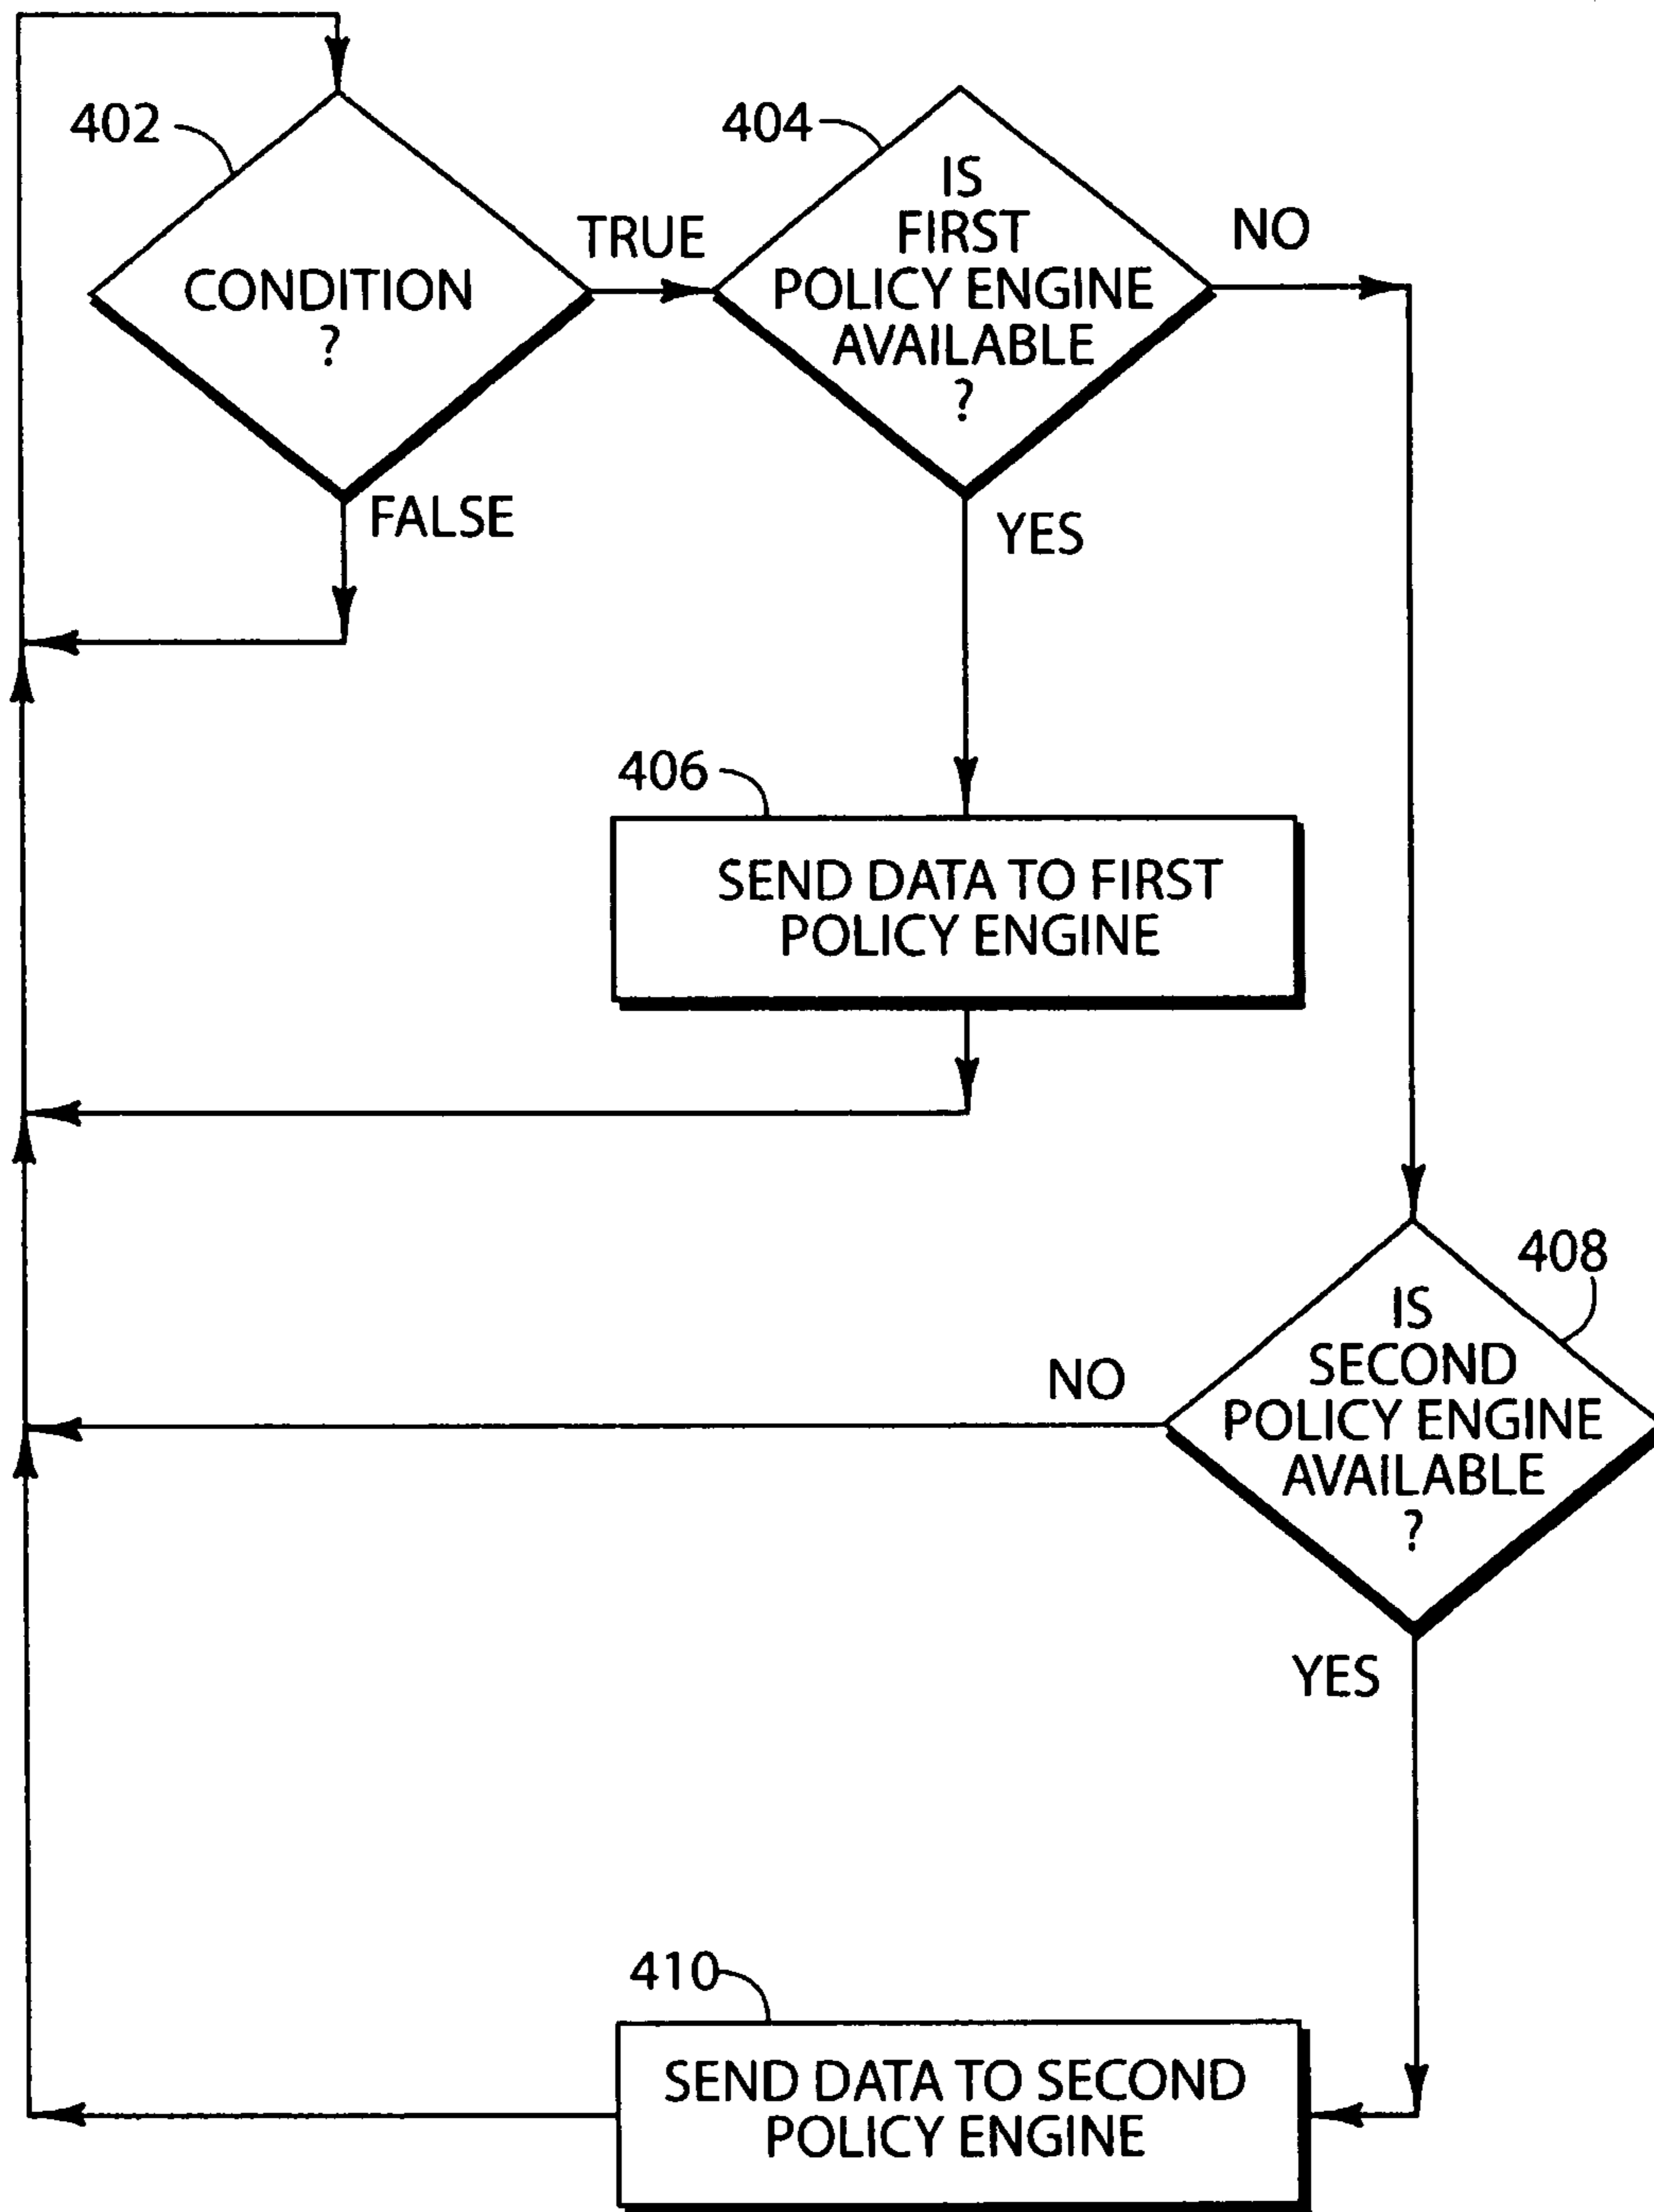 402
CONDITION
?
TRUE
FALSE
404
IS
FIRST
POLICY ENGINE
AVAILABLE
?
NO
YES
406
SEND DATA TO FIRST
POLICY ENGINE
408
IS
SECOND
POLICY ENGINE
AVAILABLE
?
NO
YES
410
SEND DATA TO SECOND
POLICY ENGINE